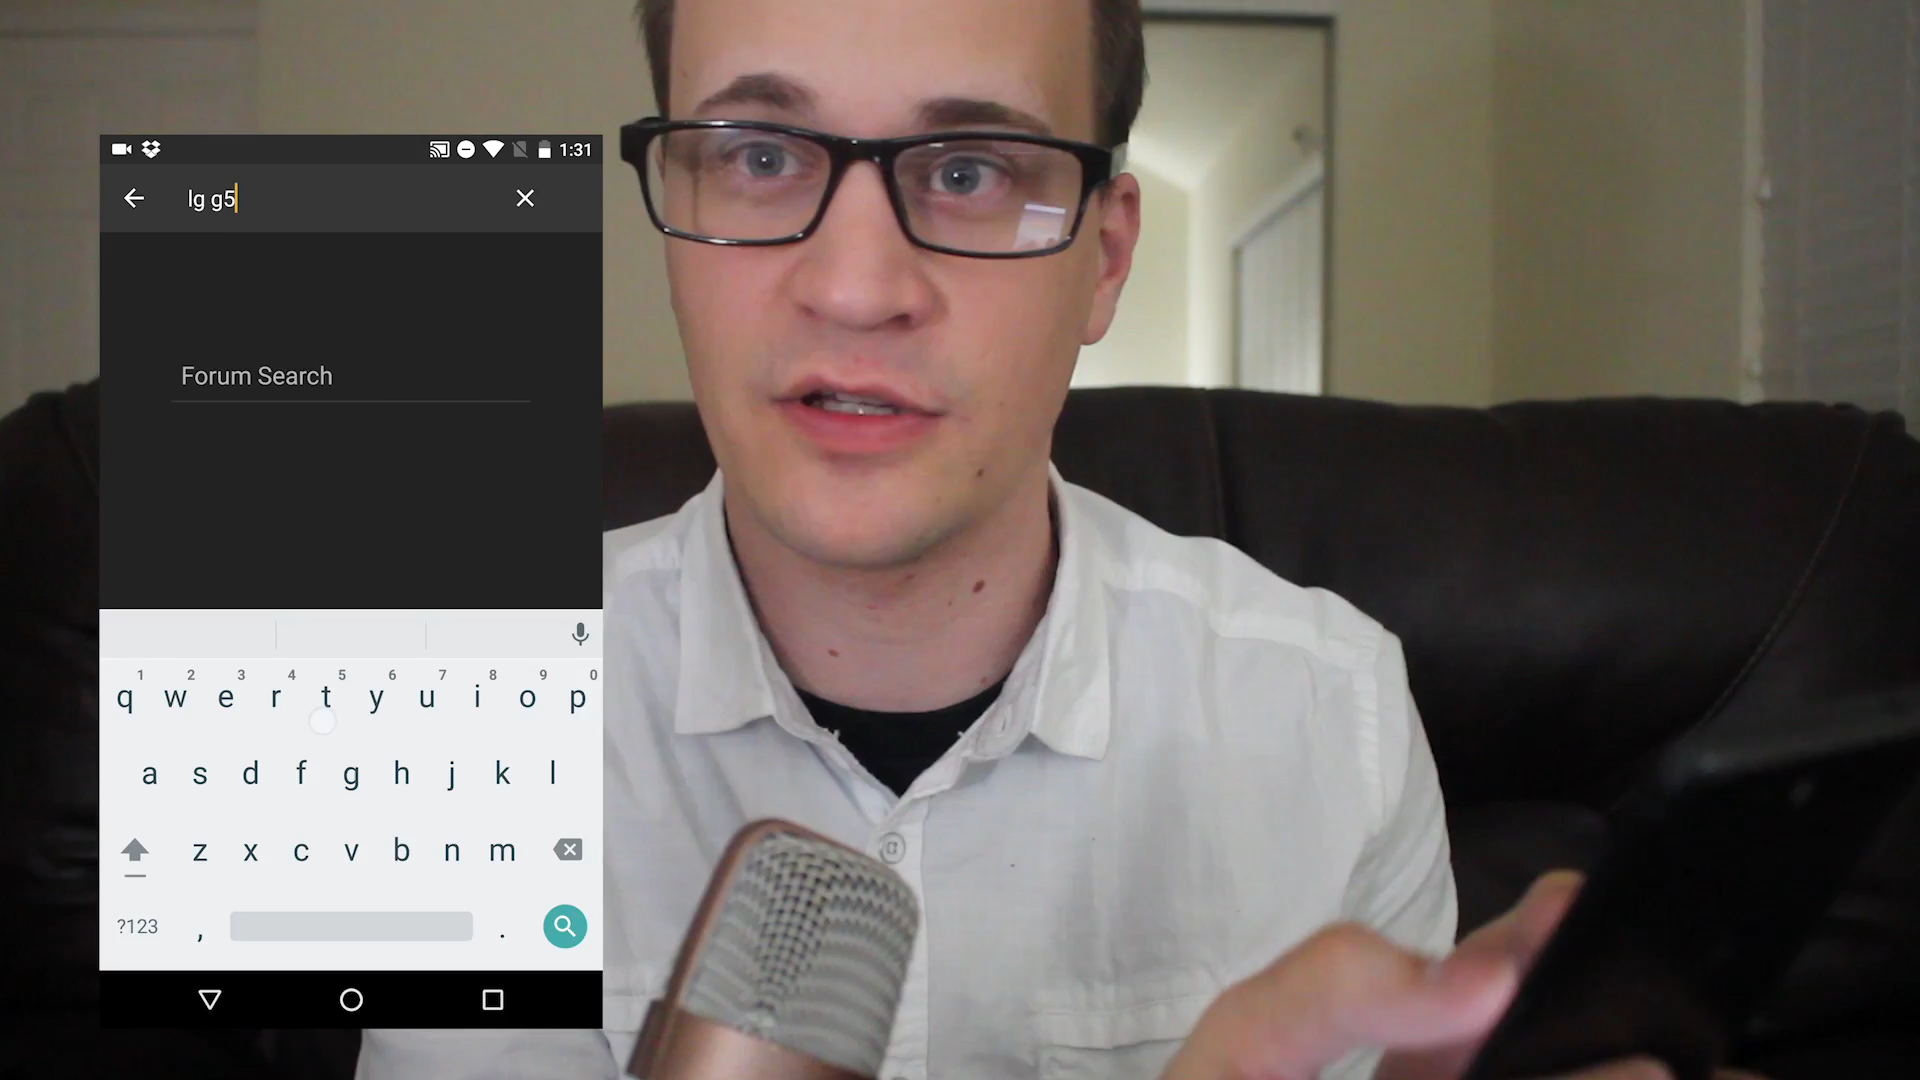 1:31
lg g5
Forum Search
1 2 3 4 5 6 7 8 9 0
q w e r t y u i o p
a s d f g h j k l
z x c v b n m
?123 , .